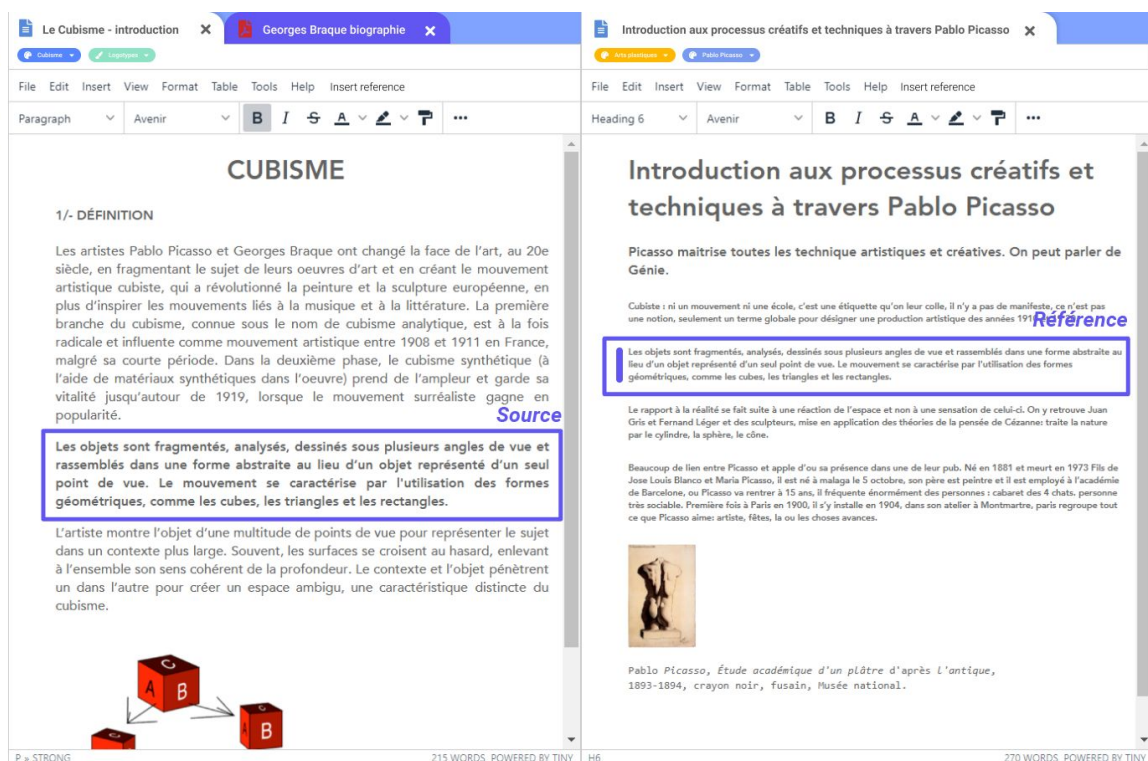 Le Cubisme - introduction
Georges Braque biographie
Cubisme
Logotypes
File Edit Insert View Format Table Tools Help Insert reference
Paragraph Avenir B I S A
CUBISME
1/- DÉFINITION
Les artistes Pablo Picasso et Georges Braque ont changé la face de l'art, au 20e
siècle, en fragmentant le sujet de leurs oeuvres d'art et en créant le mouvement
artistique cubiste, qui a révolutionné la peinture et la sculpture européenne, en
plus d'inspirer les mouvements liés à la musique et à la littérature. La première
branche du cubisme, connue sous le nom de cubisme analytique, est à la fois
radicale et influente comme mouvement artistique entre 1908 et 1911 en France,
malgré sa courte période. Dans la deuxième phase, le cubisme synthétique (à
l'aide de matériaux synthétiques dans l'oeuvre) prend de l'ampleur et garde sa
vitalité jusqu'autour de 1919, lorsque le mouvement surréaliste gagne en
popularité.
Source
Les objets sont fragmentés, analysés, dessinés sous plusieurs angles de vue et
rassemblés dans une forme abstraite au lieu d'un objet représenté d'un seul
point de vue. Le mouvement se caractérise par l'utilisation des formes
géométriques, comme les cubes, les triangles et les rectangles.
L'artiste montre l'objet d'une multitude de points de vue pour représenter le sujet
dans un contexte plus large. Souvent, les surfaces se croisent au hasard, enlevant
à l'ensemble son sens cohérent de la profondeur. Le contexte et l'objet pénètrent
un dans l'autre pour créer un espace ambigu, une caractéristique distincte du
cubisme.
C
A B
C
A B
P » STRONG
215 WORDS POWERED BY TINY
Introduction aux processus créatifs et techniques à travers Pablo Picasso
Arts plastiques
Pablo Picasso
File Edit Insert View Format Table Tools Help Insert reference
Heading 6 Avenir B I S A
Introduction aux processus créatifs et
techniques à travers Pablo Picasso
Picasso maitrise toutes les technique artistiques et créatives. On peut parler de
Génie.
Cubiste : ni un mouvement ni une école, c'est une étiquette qu'on leur colle, il n'y a pas de manifeste, ce n'est pas
une notion, seulement un terme globale pour désigner une production artistique des années
Référence
Les objets sont fragmentés, analysés, dessinés sous plusieurs angles de vue et rassemblés dans une forme abstraite au
lieu d'un objet représenté d'un seul point de vue. Le mouvement se caractérise par l'utilisation des formes
géométriques, comme les cubes, les triangles et les rectangles.
Le rapport à la réalité se fait suite à une réaction de l'espace et non à une sensation de celui-ci. On y retrouve Juan
Gris et Fernand Léger et des sculpteurs, mise en application des théories de la pensée de Cézanne: traite la nature
par le cylindre, la sphère, le cône.
Beaucoup de lien entre Picasso et apple d'ou sa présence dans une de leur pub. Né en 1881 et meurt en 1973 Fils de
Jose Louis Blanco et Maria Picasso, il est né à malaga le 5 octobre, son père est peintre et il est employé à l'académie
de Barcelone, ou Picasso va rentrer à 15 ans, il fréquente énormément des personnes : cabaret des 4 chats. personne
très sociable. Première fois à Paris en 1900, il s'y installe en 1904, dans son atelier à Montmartre, paris regroupe tout
ce que Picasso aime: artiste, fêtes, la ou les choses avances.
Pablo Picasso, Étude académique d'un plâtre d'après l'antique,
1893-1894, crayon noir, fusain, Musée national.
H6
270 WORDS POWERED BY TINY